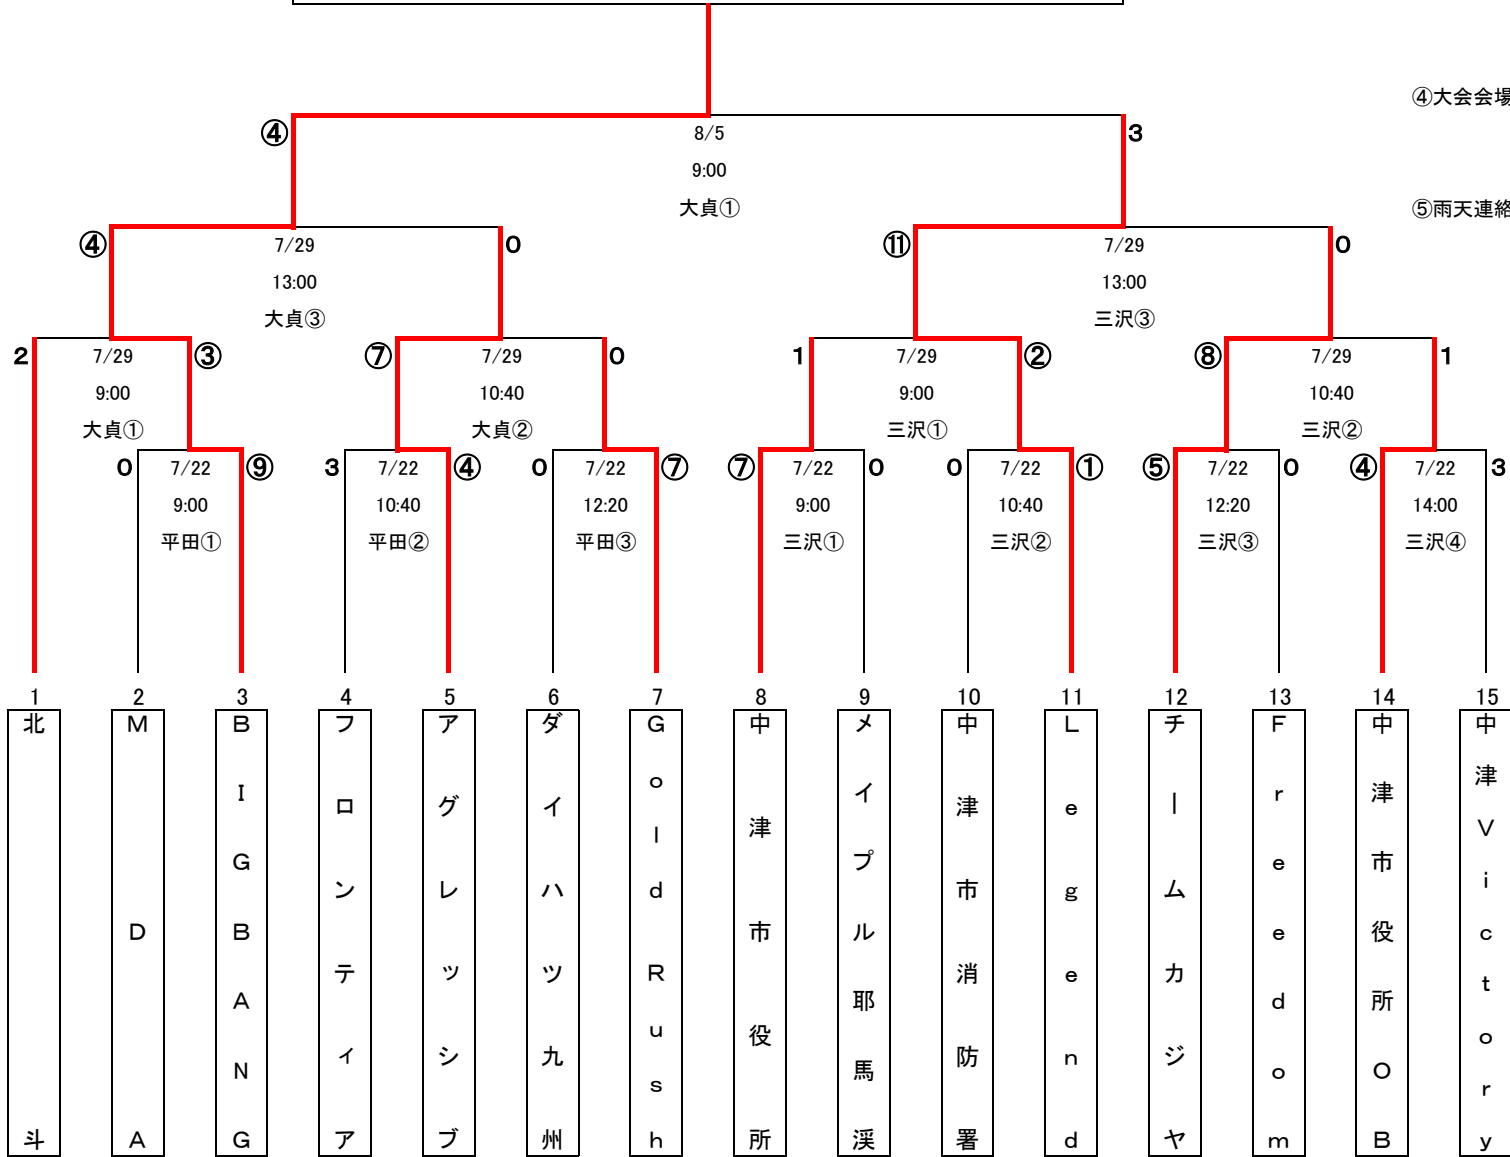 ④大会会場
④ 8/5 3
9:00
大貞①
⑤雨天連絡
④ 7/29 0 ⑪ 7/29 0
13:00 13:00
大貞③ 三沢③
2 7/29 ③ ⑦ 7/29 0 1 7/29 ② ⑧ 7/29 1
9:00 10:40 9:00 10:40
大貞① 大貞② 三沢① 三沢②
0 7/22 ⑨ 3 7/22 ④ 0 7/22 ⑦ ⑦ 7/22 0 0 7/22 ① ⑤ 7/22 0 ④ 7/22 3
9:00 10:40 12:20 9:00 10:40 12:20 14:00
平田① 平田② 平田③ 三沢① 三沢② 三沢③ 三沢④
1 2 3 4 5 6 7 8 9 10 11 12 13 14 15
北斗
MDA
BIGBANG
フロンティア
アグレッシブ
ダイハツ九州
Gold Rush
中津市役所
メイプル耶馬渓
中津市消防署
Legend
チームカジヤ
Freedom
中津市役所OB
中津Victory